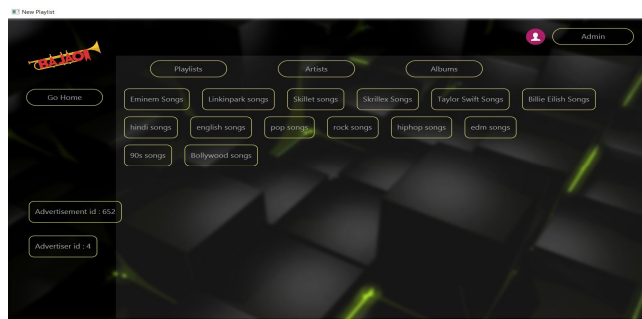 New Playlist
BAJAO
Admin
Playlists Artists Albums
Go Home
Eminem Songs Linkinpark songs Skillet songs Skrillex Songs Taylor Swift Songs Billie Eilish Songs
hindi songs english songs pop songs rock songs hiphop songs edm songs
90s songs Bollywood songs
Advertisement id : 652
Advertiser id : 4